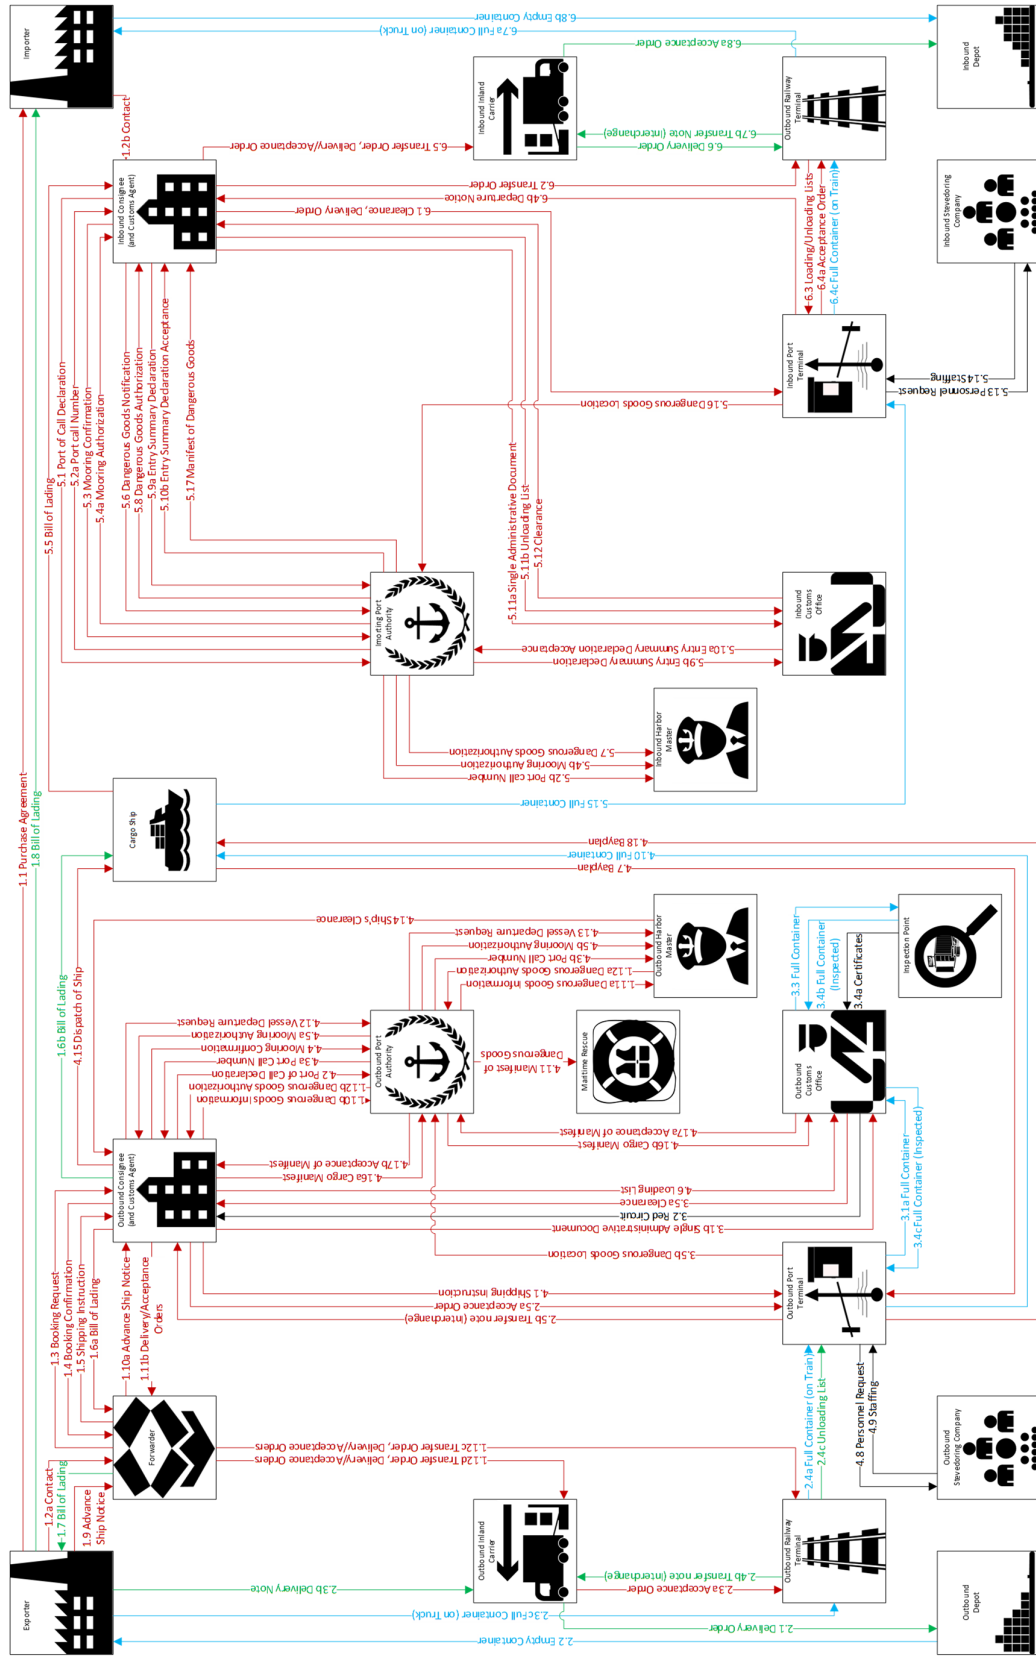 Exporter
1.1 Purchase Agreement
1.8 Bill of Lading
Importer
1.2a Contact
1.7 Bill of Lading
1.9 Advance
Ship Notice
1.2b Contact
Forwarder
1.3 Booking Request
1.4 Booking Confirmation
1.5 Shipping Instruction
1.6a Bill of Lading
1.10a Advance Ship Notice
1.11b Delivery/Acceptance
Orders
Outbound Consignee
(and Customs Agent)
1.6b Bill of Lading
4.15 Dispatch of Ship
Cargo Ship
5.5 Bill of Lading
5.1 Port of Call Declaration
5.2a Port call Number
5.3 Mooring Confirmation
5.4a Mooring Authorization
5.6 Dangerous Goods Notification
5.8 Dangerous Goods Authorization
5.9a Entry Summary Declaration
5.10b Entry Summary Declaration Acceptance
5.17 Manifest of Dangerous Goods
Inbound Consignee
(and Customs Agent)
2.2 Empty Container
2.3c Full Container (on Truck)
2.3b Delivery Note
1.12d Transfer Order, Delivery/Acceptance Orders
1.12c Transfer Order, Delivery/Acceptance Orders
2.5b Transfer note (interchange)
2.5a Acceptance Order
4.1 Shipping Instruction
3.5b Dangerous Goods Location
3.1b Single Administrative Document
3.2 Red Circuit
3.5a Clearance
4.6 Loading List
4.16a Cargo Manifest
4.17b Acceptance of Manifest
1.10b Dangerous Goods Information
1.12b Dangerous Goods Authorization
4.2 Port of Call Declaration
4.3a Port Call Number
4.4 Mooring Confirmation
4.5a Mooring Authorization
4.12 Vessel Departure Request
4.14 Ship's Clearance
Outbound Port
Authority
4.16b Cargo Manifest
4.17a Acceptance of Manifest
4.11 Manifest of
Dangerous Goods
1.11a Dangerous Goods Information
1.12a Dangerous Goods Authorization
4.3b Port Call Number
4.5b Mooring Authorization
4.13 Vessel Departure Request
Maritime Rescue
Outbound Harbor
Master
4.7 Bayplan
4.10 Full Container
4.18 Bayplan
5.15 Full Container
Imorting Port
Authority
5.2b Port call Number
5.4b Mooring Authorization
5.7 Dangerous Goods Authorization
Inbound Harbor
Master
5.9b Entry Summary Declaration
5.10a Entry Summary Declaration Acceptance
5.11a Single Administrative Document
5.11b Unloading List
5.12 Clearance
5.16 Dangerous Goods Location
Inbound
Customs
Office
6.1 Clearance, Delivery Order
6.4b Departure Notice
6.2 Transfer Order
6.5 Transfer Order, Delivery/Acceptance Order
Inbound Inland
Carrier
6.6 Delivery Order
6.7b Transfer Note (Interchange)
6.8a Acceptance Order
6.7a Full Container (on Truck)
6.8b Empty Container
Outbound Inland
Carrier
2.1 Delivery Order
2.3a Acceptance Order
2.4b Transfer note (interchange)
Outbound Railway
Terminal
2.4a Full Container (on Train)
2.4c Unloading List
Outbound Port
Terminal
4.8 Personnel Request
4.9 Staffing
3.1a Full Container
3.4c Full Container (Inspected)
Outbound
Customs
Office
3.3 Full Container
3.4b Full Container
(Inspected)
3.4a Certificates
Inspection Point
Inbound Port
Terminal
5.13 Personnel Request
5.14 Staffing
6.3 Loading/Unloading Lists
6.4a Acceptance Order
6.4c Full Container (on Train)
Outbound Railway
Terminal
Outbound
Depot
Outbound
Stevedoring Company
Inbound Stevedoring
Company
Inbound
Depot